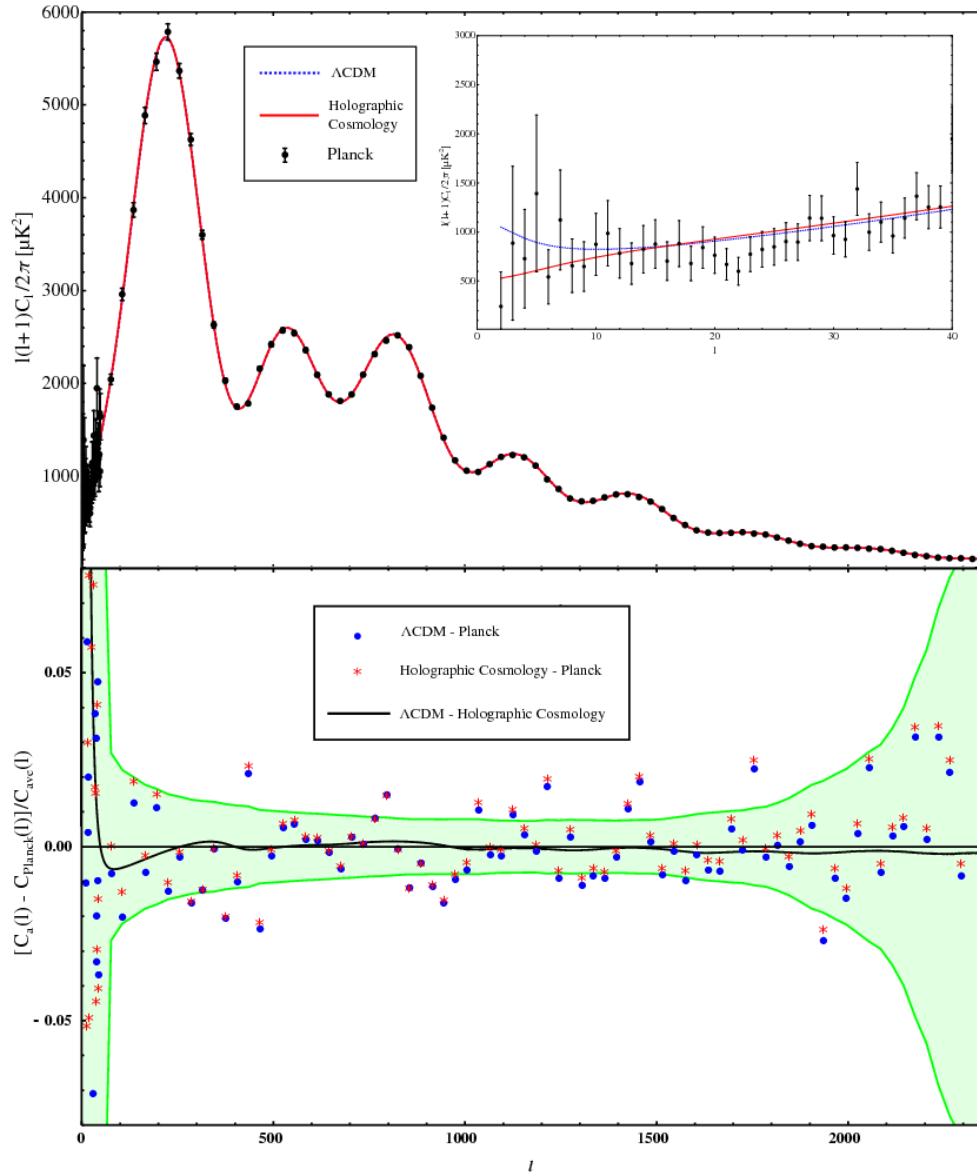 6000
5000
4000
3000
2000
1000
l(l+1)C_l/2π [μK²]
ΛCDM
Holographic
Cosmology
Planck
3000
2500
2000
1500
1000
500
0
l(l+1)C_l/2π [μK²]
0
10
20
30
40
l
ΛCDM - Planck
Holographic Cosmology - Planck
ΛCDM - Holographic Cosmology
0.05
0.00
- 0.05
[C_a(l) - C_Planck(l)]/C_ave(l)
0
500
1000
1500
2000
l